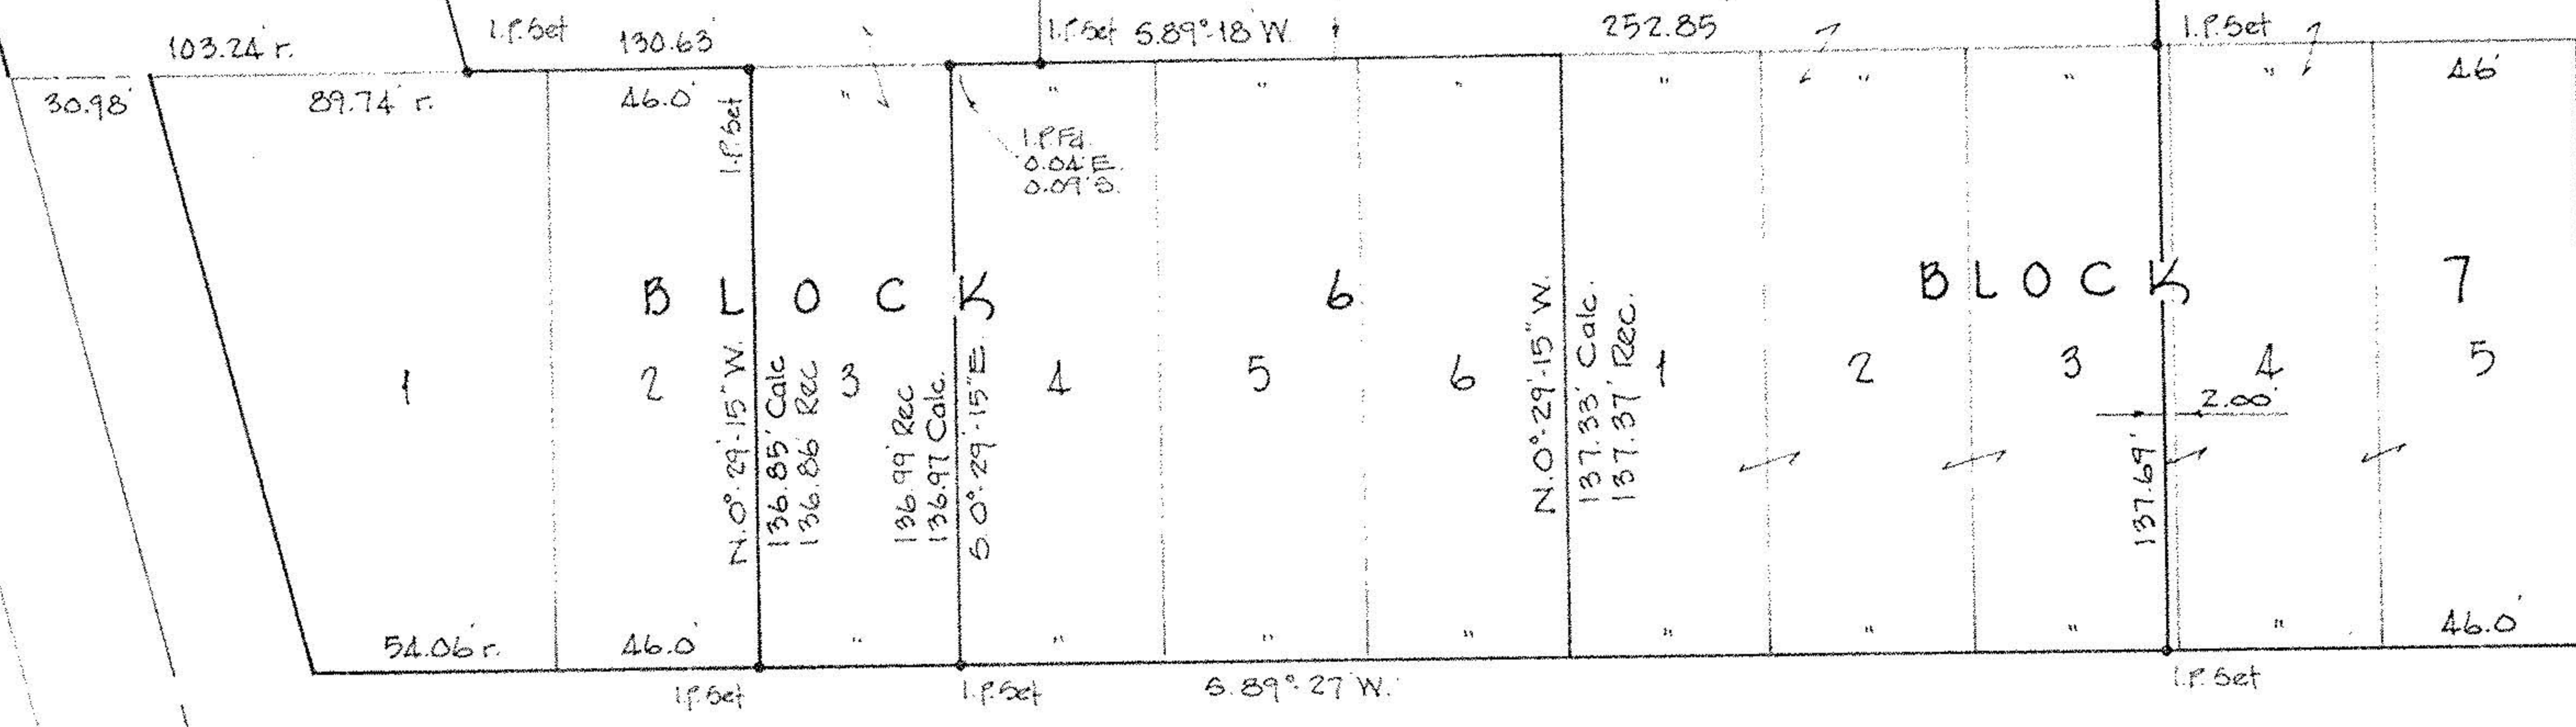 103.24' r.
I.P. Set
130.63'
I.P. Set S.89°-18' W.
252.85'
I.P. Set
30.98'
89.74' r.
46.0'
"
"
"
"
"
"
"
"
46'
I.P. Set
I.P. Fd.
0.04' E.
0.09' S.
BLOCK 6
BLOCK 7
1
2
3
4
5
6
1
2
3
4
5
N.0°-29'-15" W.
136.85' Calc
136.86' Rec
136.99' Rec
136.97' Calc.
S.0°-29'-15" E.
N.0°-29'-15" W.
137.33' Calc.
137.37' Rec.
137.69'
2.00'
54.06' r.
46.0'
"
"
"
"
"
"
"
"
46.0'
I.P. Set
I.P. Set
S.89°-27' W.
I.P. Set